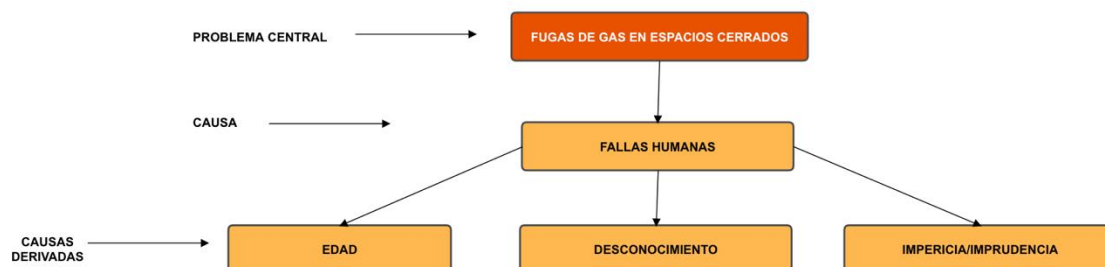 PROBLEMA CENTRAL
FUGAS DE GAS EN ESPACIOS CERRADOS
CAUSA
FALLAS HUMANAS
CAUSAS
DERIVADAS
EDAD
DESCONOCIMIENTO
IMPERICIA/IMPRUDENCIA